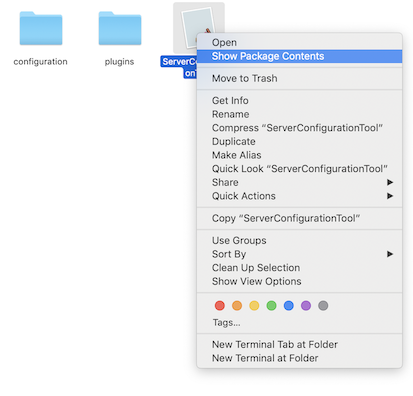 configuration
plugins
ServerC
on
Open
Show Package Contents
Move to Trash
Get Info
Rename
Compress “ServerConfigurationTool”
Duplicate
Make Alias
Quick Look “ServerConfigurationTool”
Share
Quick Actions
Copy “ServerConfigurationTool”
Use Groups
Sort By
Clean Up Selection
Show View Options
Tags...
New Terminal Tab at Folder
New Terminal at Folder